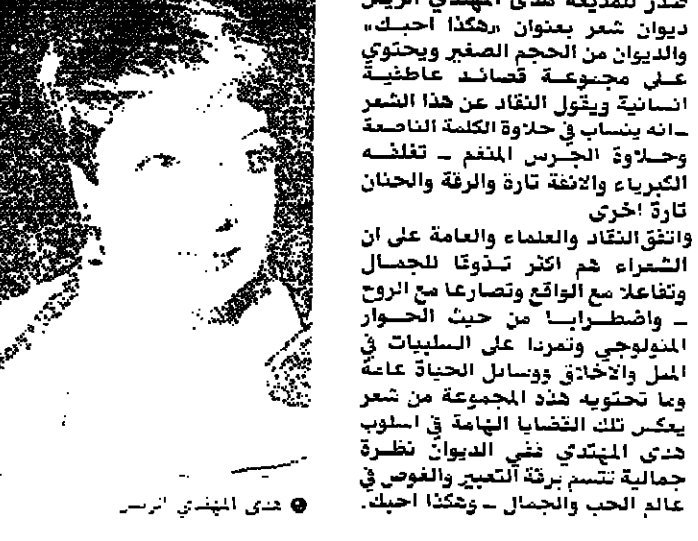 صدر للمذيعة هدى المهتدي الريس
ديوان شعر بعنوان «هكذا احبك»
والديوان من الحجم الصغير ويحتوي
على مجموعة قصائد عاطفية
انسانية ويقول النقاد عن هذا الشعر
ـ انه ينساب في حلاوة الكلمة الناصعة
وحلاوة الجرس المنغم ـ تغلفه
الكبرياء والانفة تارة والرقة والحنان
تارة اخرى
واتفق النقاد والعلماء والعامة على ان
الشعراء هم اكثر تذوقا للجمال
وتفاعلا مع الواقع وتصارعا مع الروح
ـ واضطرابا من حيث الحوار
المنولوجي وتمردا على السلبيات في
المثل والاخلاق ووسائل الحياة عامة
وما تحتويه هذه المجموعة من شعر
يعكس تلك القضايا الهامة في اسلوب
هدى المهتدي ففي الديوان نظرة
جمالية تتسم برقة التعبير والغوص في
عالم الحب والجمال ـ وهكذا احبك.
هدى المهتدي الريس